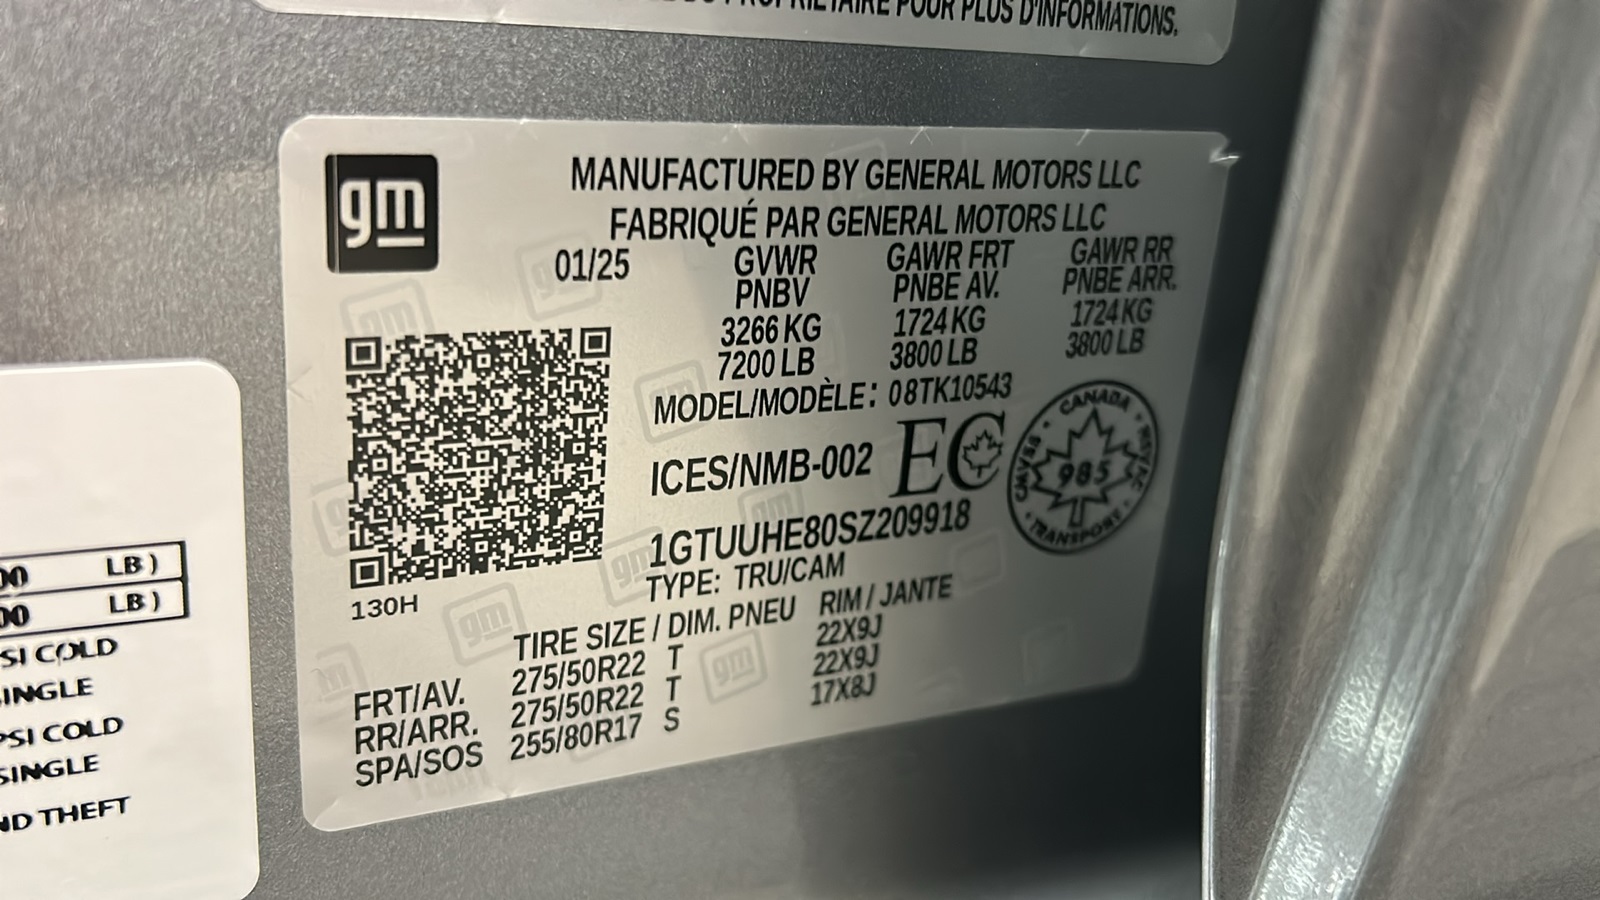 PROPRIÉTAIRE POUR PLUS D'INFORMATIONS.
gm
MANUFACTURED BY GENERAL MOTORS LLC
FABRIQUÉ PAR GENERAL MOTORS LLC
01/25 GVWR GAWR FRT GAWR RR
PNBV PNBE AV. PNBE ARR.
3266 KG 1724 KG 1724 KG
7200 LB 3800 LB 3800 LB
MODEL/MODÈLE: 08TK10543
ICES/NMB-002 EC
CANADA
985
TRANSPORT
1GTUUHE80SZ209918
TYPE: TRU/CAM
130H
TIRE SIZE / DIM. PNEU RIM / JANTE
FRT/AV. 275/50R22 T 22X9J
RR/ARR. 275/50R22 T 22X9J
SPA/SOS 255/80R17 S 17X8J
00 LB)
00 LB)
SI COLD
SINGLE
PSI COLD
SINGLE
ND THEFT